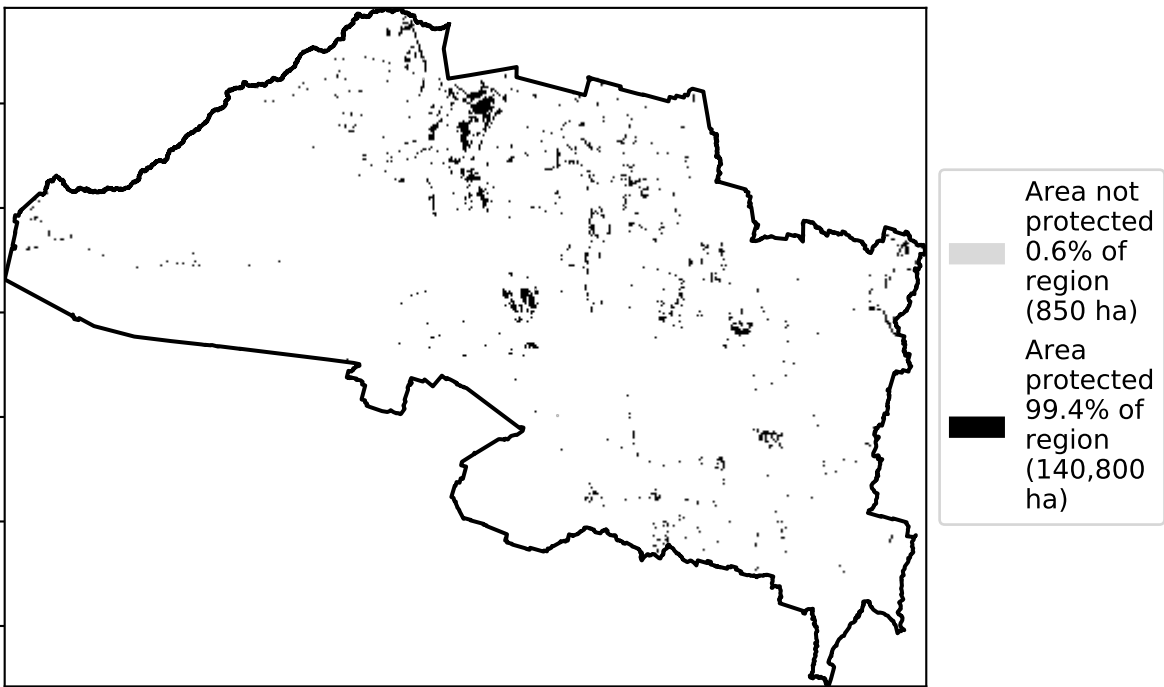 Area not
protected
0.6% of
region
(850 ha)
Area
protected
99.4% of
region
(140,800
ha)